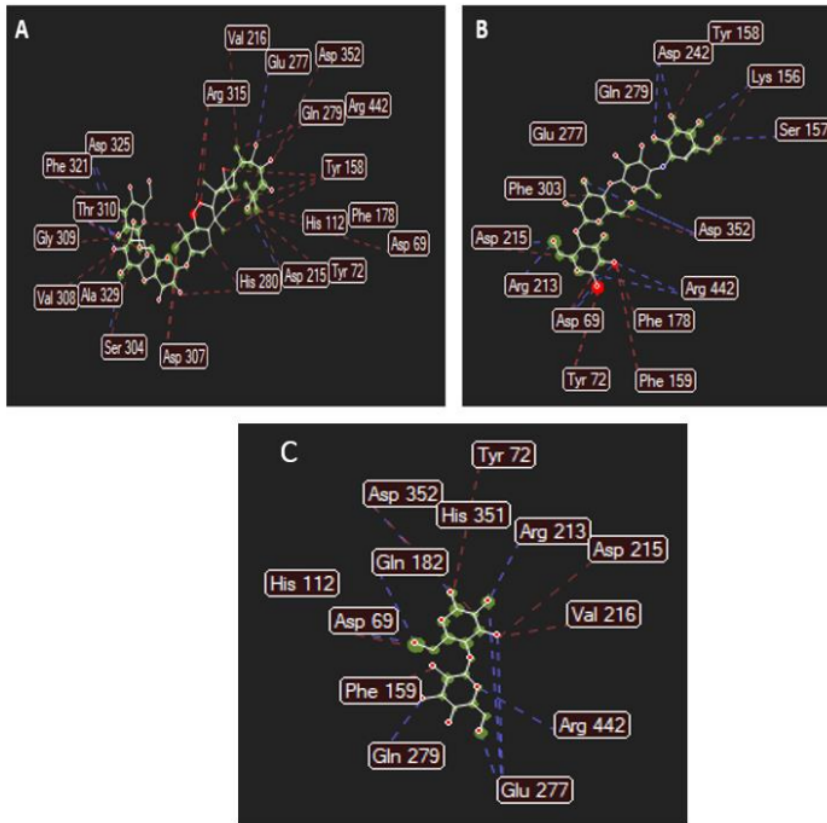 A
Val 216
Glu 277
Asp 352
Arg 315
Gln 279
Arg 442
Asp 325
Phe 321
Tyr 158
Thr 310
His 112
Phe 178
Gly 309
Asp 69
Val 308
Ala 329
His 280
Asp 215
Tyr 72
Ser 304
Asp 307
B
Tyr 158
Asp 242
Lys 156
Gln 279
Ser 157
Glu 277
Phe 303
Asp 352
Asp 215
Arg 213
Arg 442
Asp 69
Phe 178
Tyr 72
Phe 159
C
Tyr 72
Asp 352
His 351
Arg 213
Asp 215
Gln 182
His 112
Val 216
Asp 69
Phe 159
Arg 442
Gln 279
Glu 277